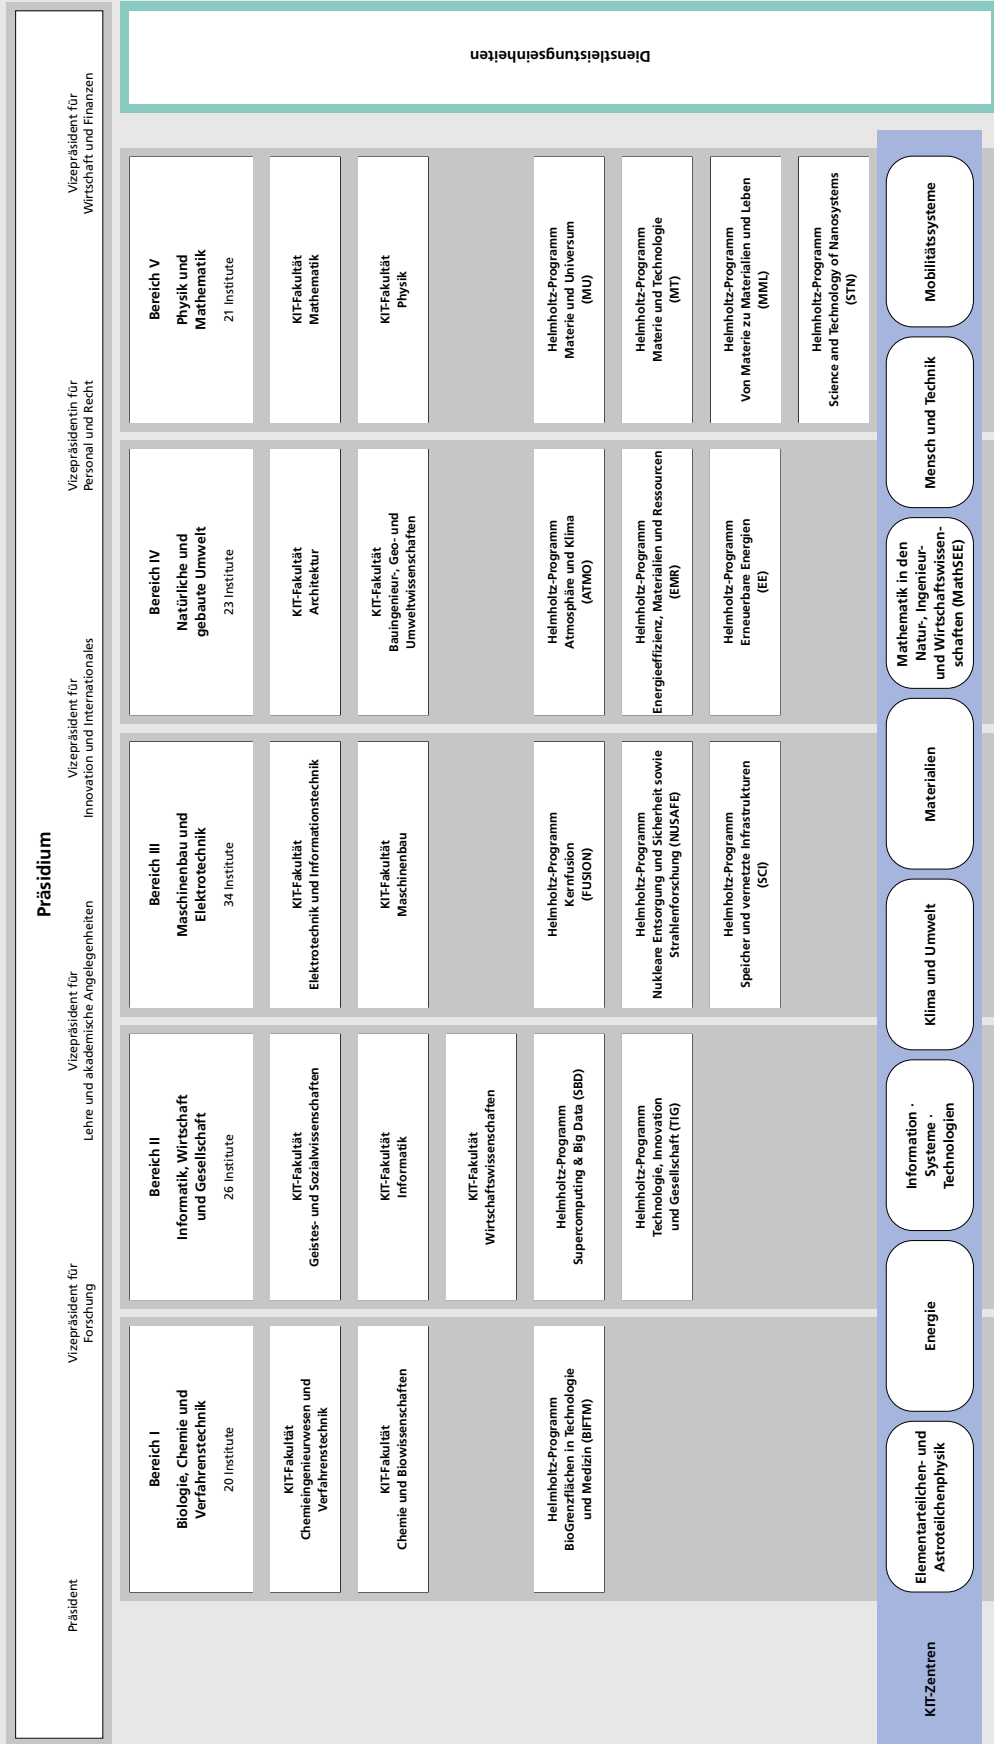 Präsidium
Präsident
Vizepräsident für
Forschung
Vizepräsident für
Lehre und akademische Angelegenheiten
Vizepräsident für
Innovation und Internationales
Vizepräsidentin für
Personal und Recht
Vizepräsident für
Wirtschaft und Finanzen
Bereich I
Biologie, Chemie und
Verfahrenstechnik
20 Institute
KIT-Fakultät
Chemieingenieurwesen und
Verfahrenstechnik
KIT-Fakultät
Chemie und Biowissenschaften
Helmholtz-Programm
BioGrenzflächen in Technologie
und Medizin (BIFTM)
Bereich II
Informatik, Wirtschaft
und Gesellschaft
26 Institute
KIT-Fakultät
Geistes- und Sozialwissenschaften
KIT-Fakultät
Informatik
KIT-Fakultät
Wirtschaftswissenschaften
Helmholtz-Programm
Supercomputing & Big Data (SBD)
Helmholtz-Programm
Technologie, Innovation
und Gesellschaft (TIG)
Bereich III
Maschinenbau und
Elektrotechnik
34 Institute
KIT-Fakultät
Elektrotechnik und Informationstechnik
KIT-Fakultät
Maschinenbau
Helmholtz-Programm
Kernfusion
(FUSION)
Helmholtz-Programm
Nukleare Entsorgung und Sicherheit sowie
Strahlenforschung (NUSAFE)
Helmholtz-Programm
Speicher und vernetzte Infrastrukturen
(SCI)
Bereich IV
Natürliche und
gebaute Umwelt
23 Institute
KIT-Fakultät
Architektur
KIT-Fakultät
Bauingenieur-, Geo- und
Umweltwissenschaften
Helmholtz-Programm
Atmosphäre und Klima
(ATMO)
Helmholtz-Programm
Energieeffizienz, Materialien und Ressourcen
(EMR)
Helmholtz-Programm
Erneuerbare Energien
(EE)
Bereich V
Physik und
Mathematik
21 Institute
KIT-Fakultät
Mathematik
KIT-Fakultät
Physik
Helmholtz-Programm
Materie und Universum
(MU)
Helmholtz-Programm
Materie und Technologie
(MT)
Helmholtz-Programm
Von Materie zu Materialien und Leben
(MML)
Helmholtz-Programm
Science and Technology of Nanosystems
(STN)
Dienstleistungseinheiten
KIT-Zentren
Elementarteilchen- und
Astroteilchenphysik
Energie
Information ·
Systeme ·
Technologien
Klima und Umwelt
Materialien
Mathematik in den
Natur-, Ingenieur-
und Wirtschaftswissen-
schaften (MathSEE)
Mensch und Technik
Mobilitätssysteme